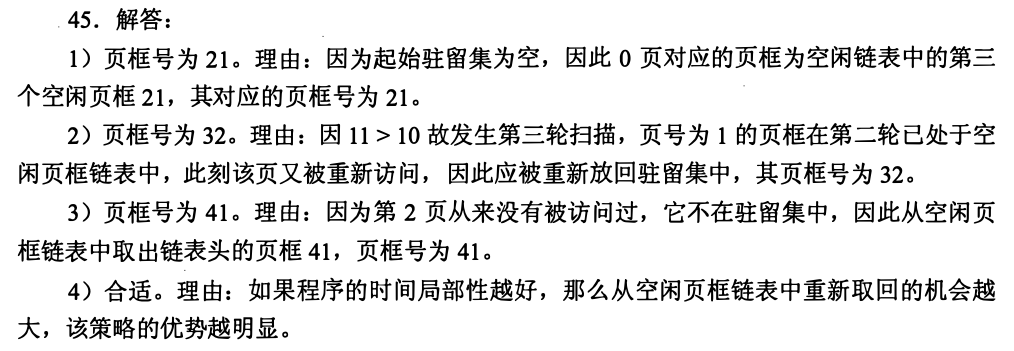 45．解答：
1）页框号为 21。理由：因为起始驻留集为空，因此 0 页对应的页框为空闲链表中的第三
个空闲页框 21，其对应的页框号为 21。
2）页框号为 32。理由：因 11 > 10 故发生第三轮扫描，页号为 1 的页框在第二轮已处于空
闲页框链表中，此刻该页又被重新访问，因此应被重新放回驻留集中，其页框号为 32。
3）页框号为 41。理由：因为第 2 页从来没有被访问过，它不在驻留集中，因此从空闲页
框链表中取出链表头的页框 41，页框号为 41。
4）合适。理由：如果程序的时间局部性越好，那么从空闲页框链表中重新取回的机会越
大，该策略的优势越明显。